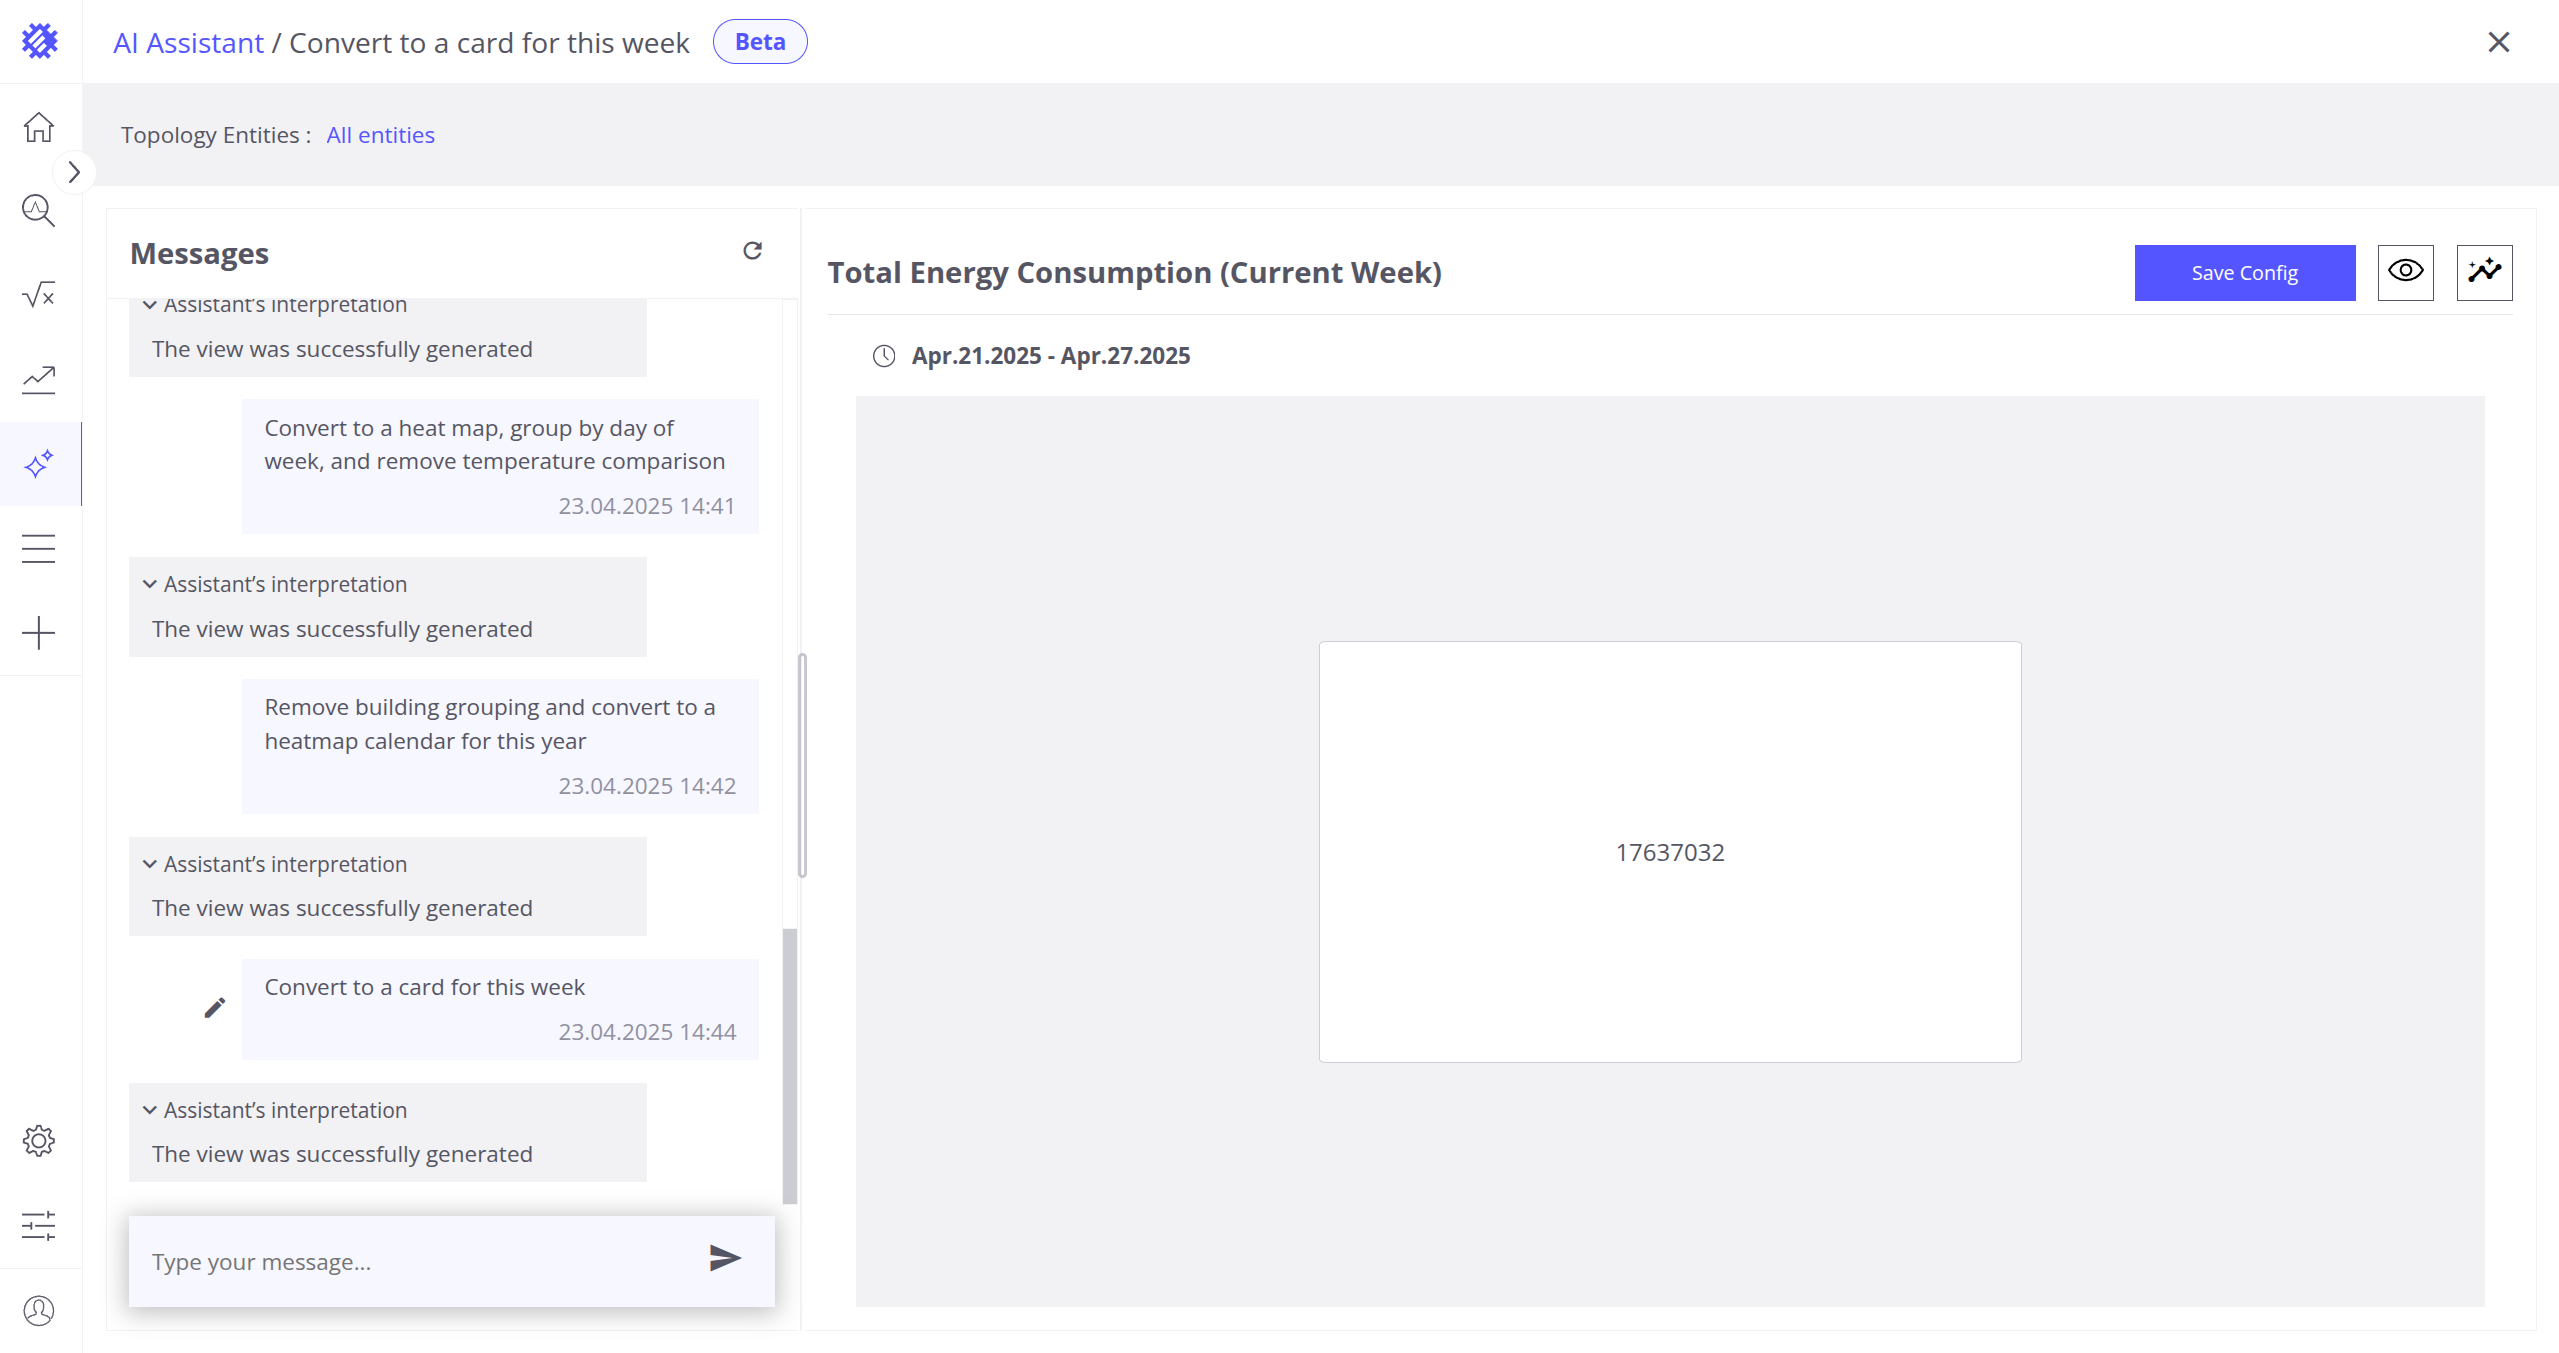 AI Assistant / Convert to a card for this week
Beta
Topology Entities : All entities
Messages
Assistant’s interpretation
The view was successfully generated
Convert to a heat map, group by day of
week, and remove temperature comparison
23.04.2025 14:41
Assistant’s interpretation
The view was successfully generated
Remove building grouping and convert to a
heatmap calendar for this year
23.04.2025 14:42
Assistant’s interpretation
The view was successfully generated
Convert to a card for this week
23.04.2025 14:44
Assistant’s interpretation
The view was successfully generated
Type your message...
Total Energy Consumption (Current Week)
Save Config
Apr.21.2025 - Apr.27.2025
17637032